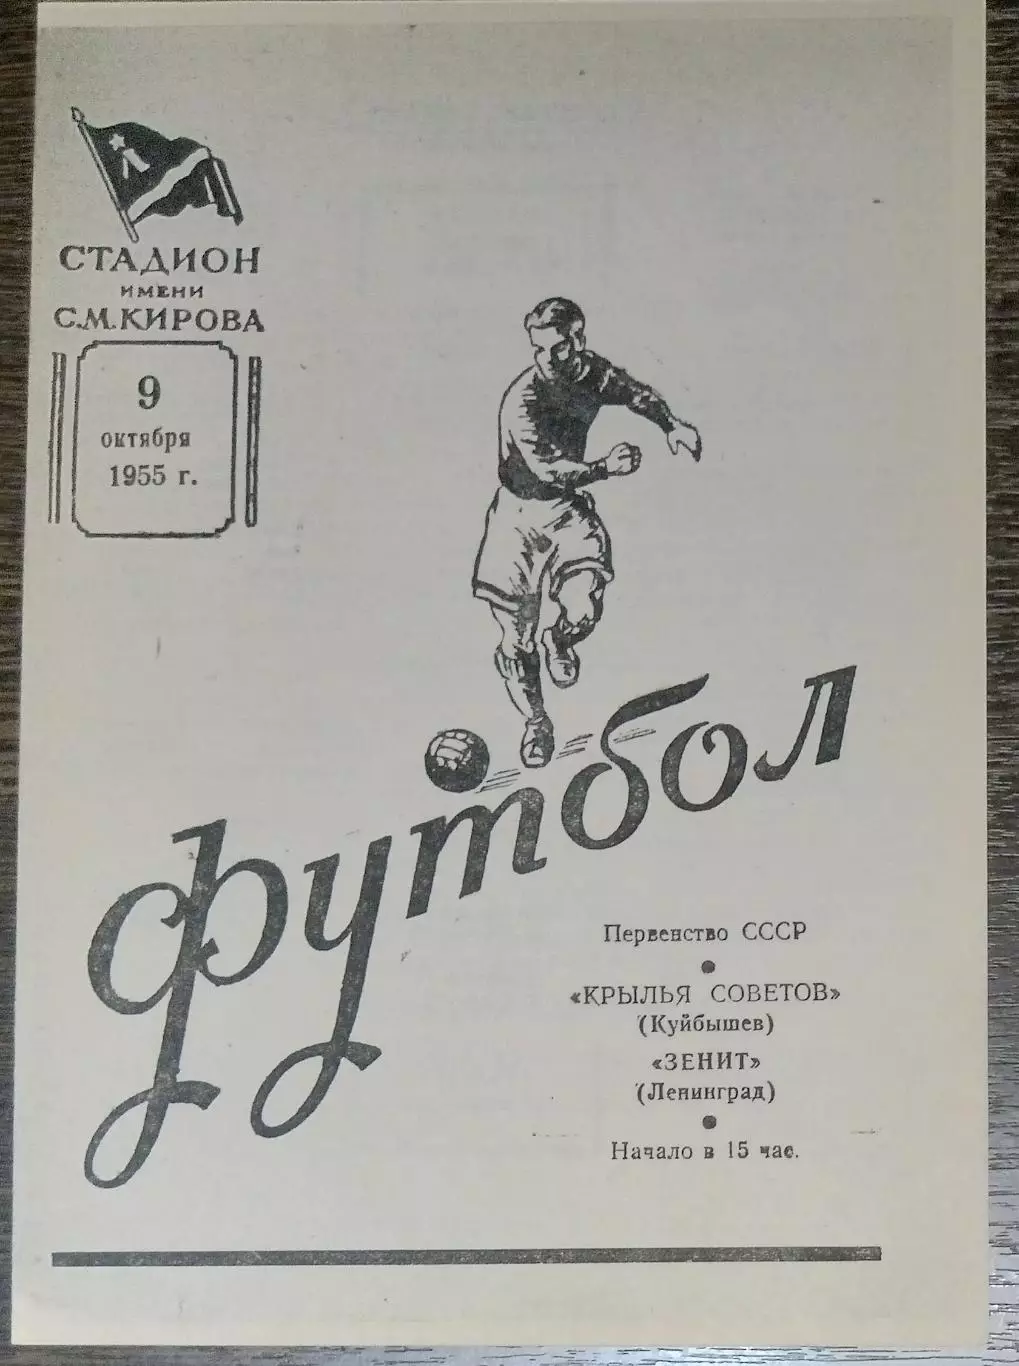 СТАДИОН
ИМЕНИ
С.М.КИРОВА
9
октября
1955 г.
футбол
Первенство СССР
«КРЫЛЬЯ СОВЕТОВ»
(Куйбышев)
«ЗЕНИТ»
(Ленинград)
Начало в 15 час.